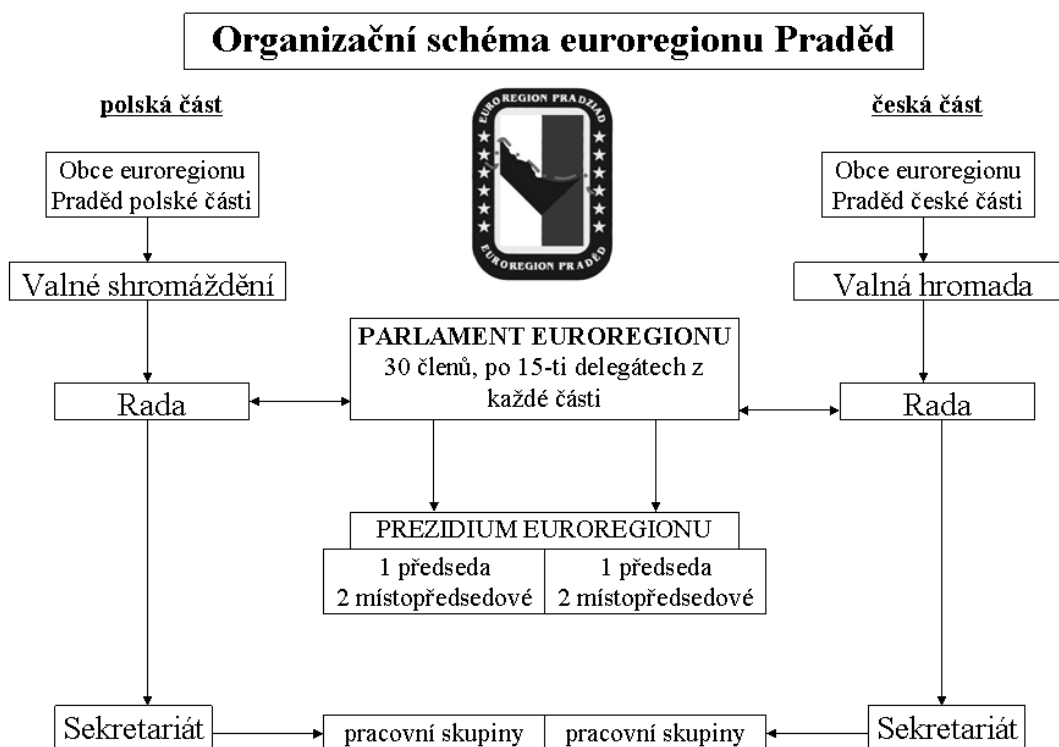 Organizační schéma euroregionu Praděd
polská část
česká část
EUROREGION PRADZIAD
EUROREGION PRADĚD
Obce euroregionu
Praděd polské části
Obce euroregionu
Praděd české části
Valné shromáždění
Valná hromada
PARLAMENT EUROREGIONU
30 členů, po 15-ti delegátech z
každé části
Rada
Rada
PREZIDIUM EUROREGIONU
1 předseda
2 místopředsedové
1 předseda
2 místopředsedové
Sekretariát
pracovní skupiny
pracovní skupiny
Sekretariát